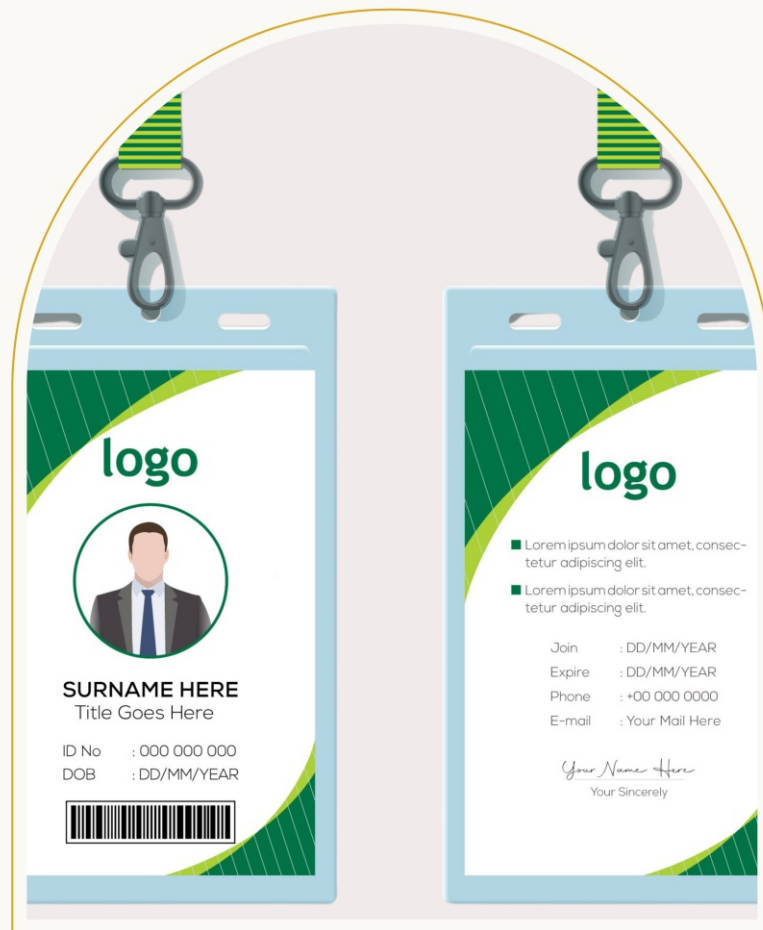 logo
SURNAME HERE
Title Goes Here
ID No : 000 000 000
DOB : DD/MM/YEAR
logo
Lorem ipsum dolor sit amet, consec-
tetur adipiscing elit.
Lorem ipsum dolor sit amet, consec-
tetur adipiscing elit.
Join : DD/MM/YEAR
Expire : DD/MM/YEAR
Phone : +00 000 0000
E-mail : Your Mail Here
Your Name Here
Your Sincerely